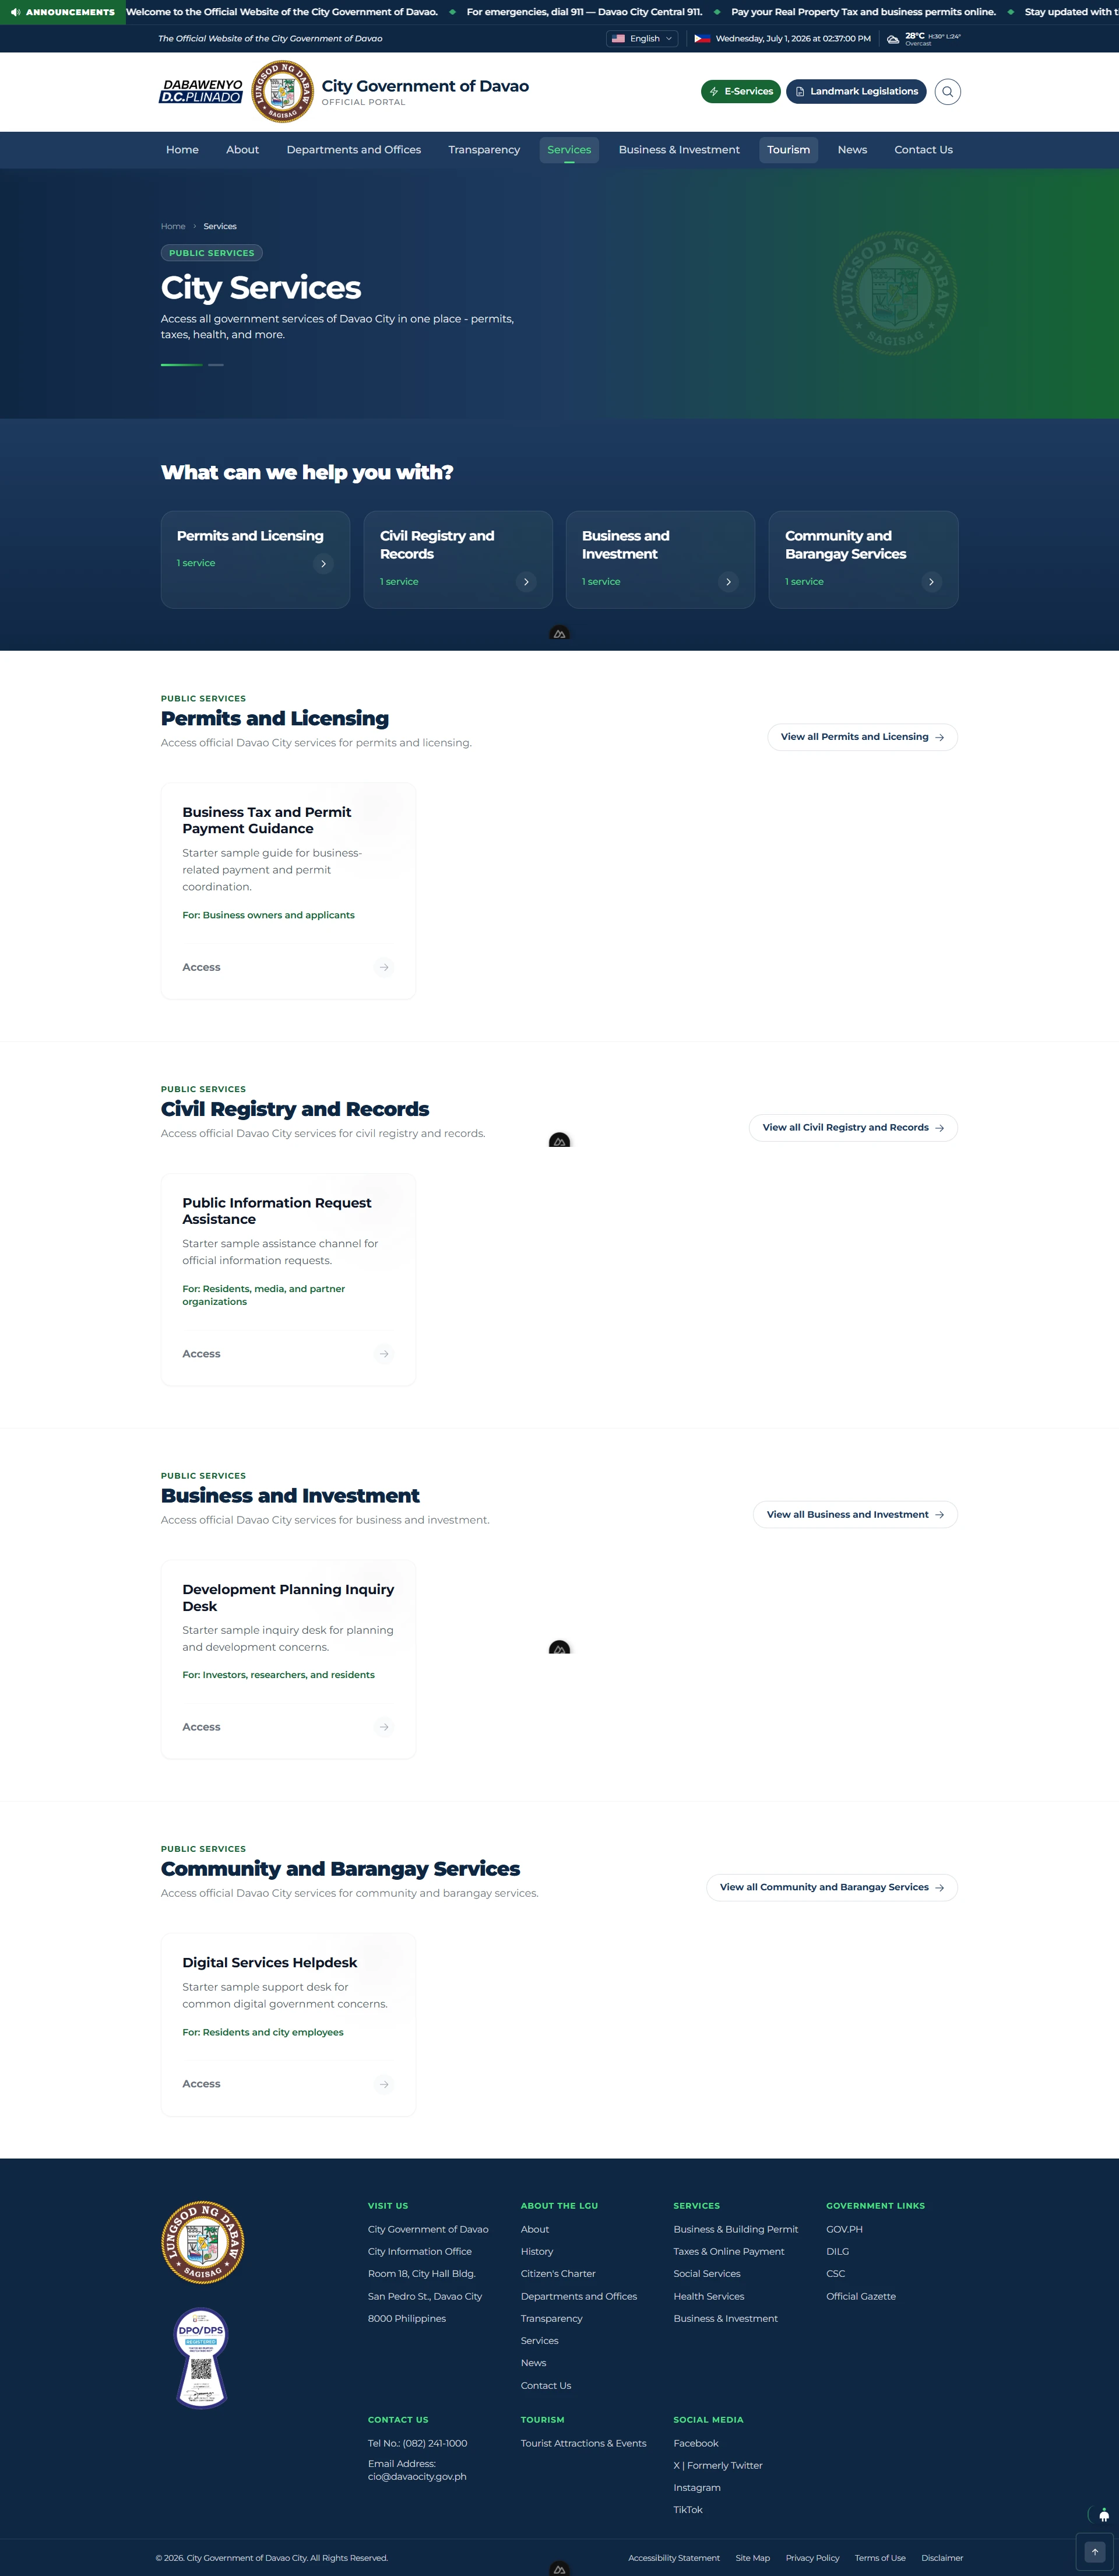 ANNOUNCEMENTS
Welcome to the Official Website of the City Government of Davao.
For emergencies, dial 911 — Davao City Central 911.
Pay your Real Property Tax and business permits online.
Stay updated with
The Official Website of the City Government of Davao
English
Wednesday, July 1, 2026 at 02:37:00 PM
28°C H:30° L:24°
Overcast
DABAWENYO
D.C.PLINADO
City Government of Davao
OFFICIAL PORTAL
E-Services
Landmark Legislations
Home
About
Departments and Offices
Transparency
Services
Business & Investment
Tourism
News
Contact Us
Home › Services
PUBLIC SERVICES
City Services
Access all government services of Davao City in one place - permits,
taxes, health, and more.
LUNGSOD NG DABAW
SAGISAG
What can we help you with?
Permits and Licensing
1 service
Civil Registry and
Records
1 service
Business and
Investment
1 service
Community and
Barangay Services
1 service
PUBLIC SERVICES
Permits and Licensing
Access official Davao City services for permits and licensing.
View all Permits and Licensing
Business Tax and Permit
Payment Guidance
Starter sample guide for business-
related payment and permit
coordination.
For: Business owners and applicants
Access
PUBLIC SERVICES
Civil Registry and Records
Access official Davao City services for civil registry and records.
View all Civil Registry and Records
Public Information Request
Assistance
Starter sample assistance channel for
official information requests.
For: Residents, media, and partner
organizations
Access
PUBLIC SERVICES
Business and Investment
Access official Davao City services for business and investment.
View all Business and Investment
Development Planning Inquiry
Desk
Starter sample inquiry desk for planning
and development concerns.
For: Investors, researchers, and residents
Access
PUBLIC SERVICES
Community and Barangay Services
Access official Davao City services for community and barangay services.
View all Community and Barangay Services
Digital Services Helpdesk
Starter sample support desk for
common digital government concerns.
For: Residents and city employees
Access
LUNGSOD NG DABAW
SAGISAG
DPO/DPS
REGISTERED
VISIT US
City Government of Davao
City Information Office
Room 18, City Hall Bldg.
San Pedro St., Davao City
8000 Philippines
ABOUT THE LGU
About
History
Citizen's Charter
Departments and Offices
Transparency
Services
News
Contact Us
SERVICES
Business & Building Permit
Taxes & Online Payment
Social Services
Health Services
Business & Investment
GOVERNMENT LINKS
GOV.PH
DILG
CSC
Official Gazette
CONTACT US
Tel No.: (082) 241-1000
Email Address:
cio@davaocity.gov.ph
TOURISM
Tourist Attractions & Events
SOCIAL MEDIA
Facebook
X | Formerly Twitter
Instagram
TikTok
© 2026. City Government of Davao City. All Rights Reserved.
Accessibility Statement
Site Map
Privacy Policy
Terms of Use
Disclaimer